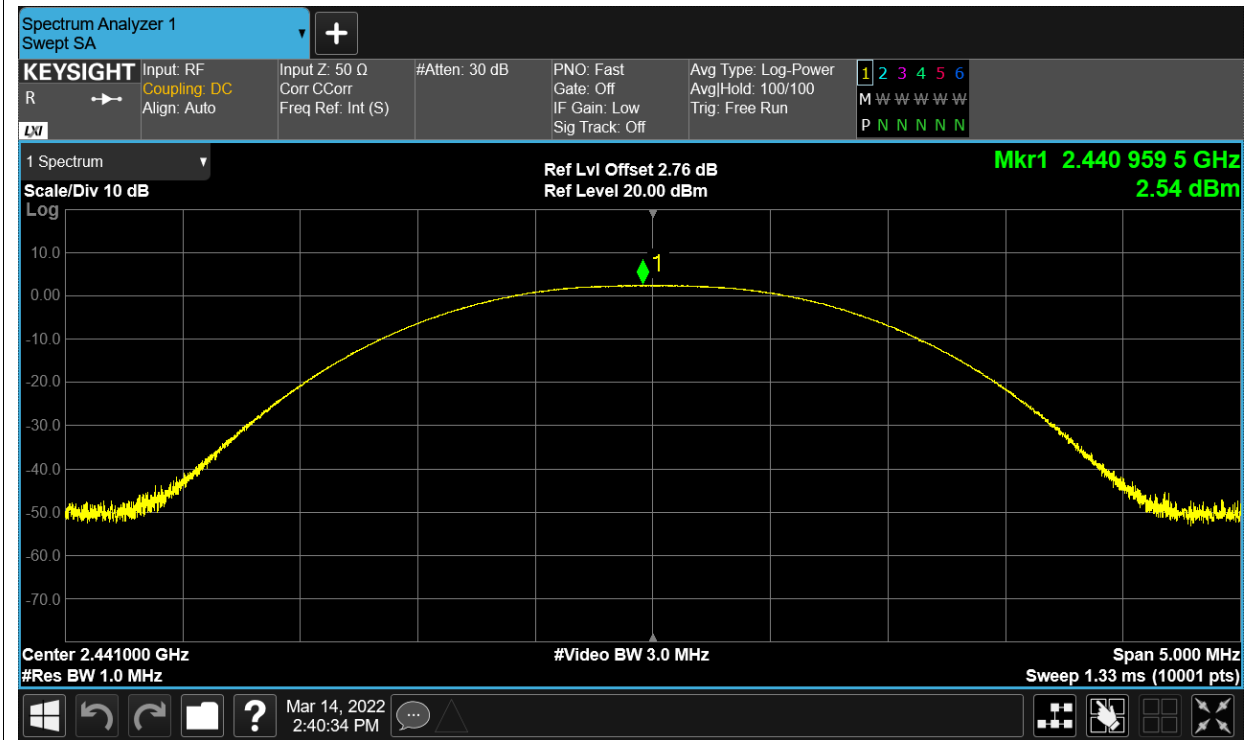 Spectrum Analyzer 1
Swept SA
+
KEYSIGHT
R
LXI
Input: RF
Coupling: DC
Align: Auto
Input Z: 50 Ω
Corr CCorr
Freq Ref: Int (S)
#Atten: 30 dB
PNO: Fast
Gate: Off
IF Gain: Low
Sig Track: Off
Avg Type: Log-Power
Avg|Hold: 100/100
Trig: Free Run
1 2 3 4 5 6
M W W W W W
P N N N N N
1 Spectrum
Scale/Div 10 dB
Ref Lvl Offset 2.76 dB
Ref Level 20.00 dBm
Mkr1 2.440 959 5 GHz
2.54 dBm
Log
10.0
0.00
-10.0
-20.0
-30.0
-40.0
-50.0
-60.0
-70.0
1
Center 2.441000 GHz
#Res BW 1.0 MHz
#Video BW 3.0 MHz
Span 5.000 MHz
Sweep 1.33 ms (10001 pts)
?
Mar 14, 2022
2:40:34 PM